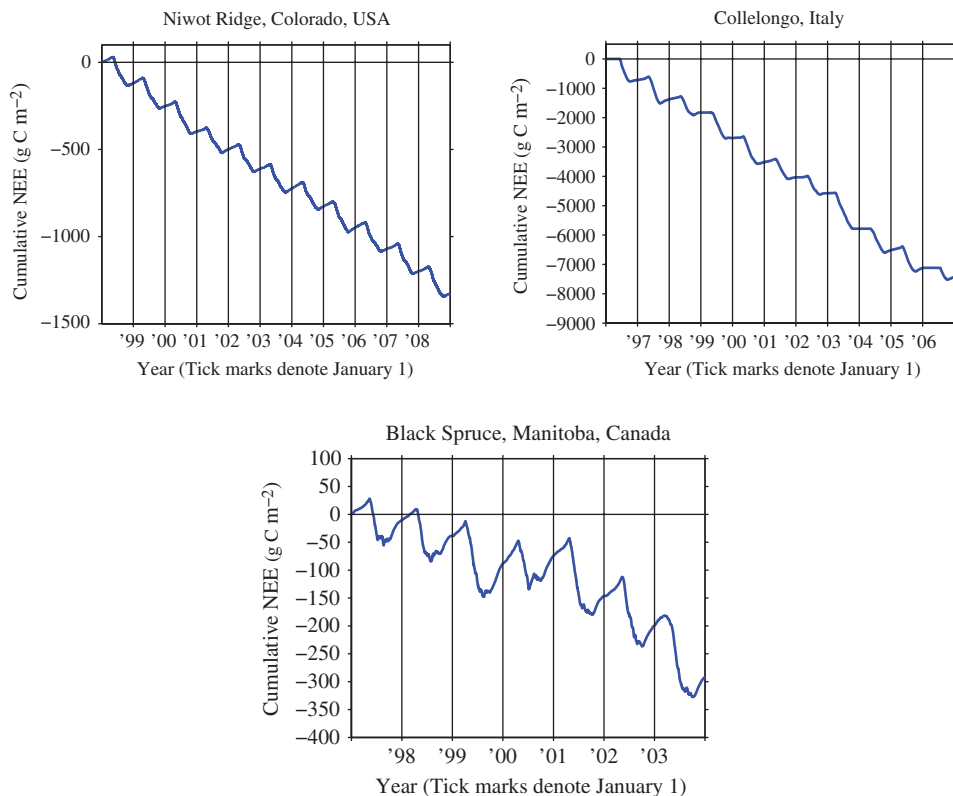 Niwot Ridge, Colorado, USA
Cumulative NEE (g C m−2)
0
−500
−1000
−1500
'99 '00 '01 '02 '03 '04 '05 '06 '07 '08
Year (Tick marks denote January 1)
Collelongo, Italy
Cumulative NEE (g C m−2)
0
−1000
−2000
−3000
−4000
−5000
−6000
−7000
−8000
−9000
'97 '98 '99 '00 '01 '02 '03 '04 '05 '06
Year (Tick marks denote January 1)
Black Spruce, Manitoba, Canada
Cumulative NEE (g C m−2)
100
50
0
−50
−100
−150
−200
−250
−300
−350
−400
'98 '99 '00 '01 '02 '03
Year (Tick marks denote January 1)